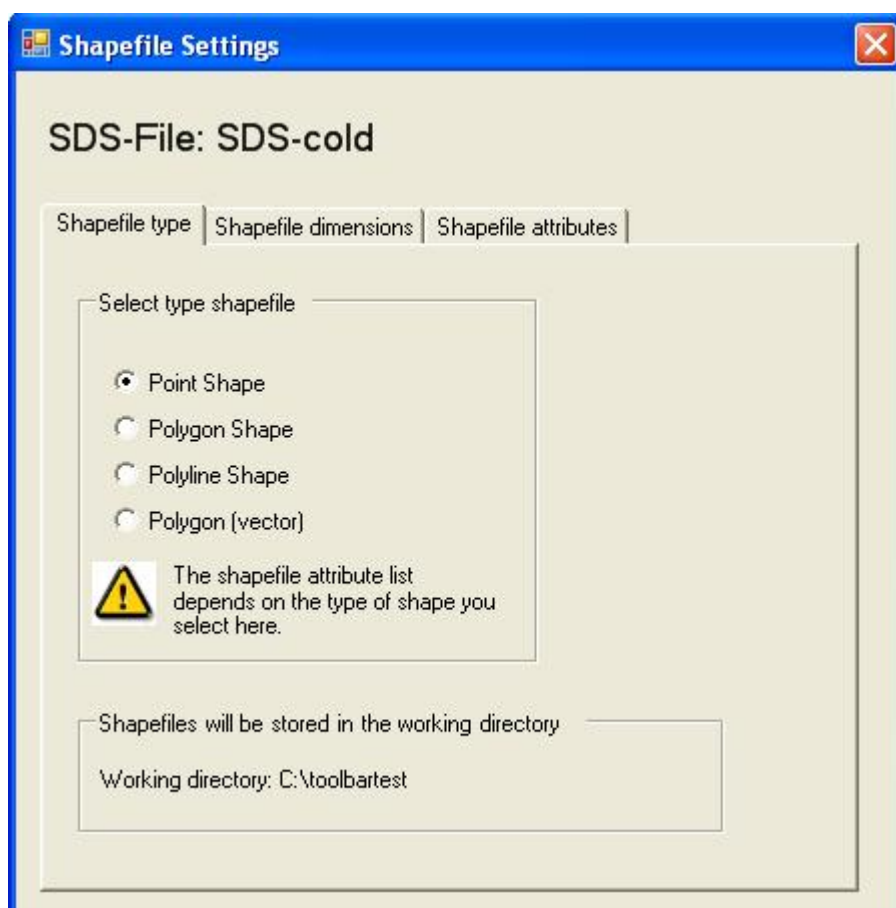 Shapefile Settings
SDS-File: SDS-cold
Shapefile type
Shapefile dimensions
Shapefile attributes
Select type shapefile
Point Shape
Polygon Shape
Polyline Shape
Polygon (vector)
The shapefile attribute list
depends on the type of shape you
select here.
Shapefiles will be stored in the working directory
Working directory: C:\toolbartest